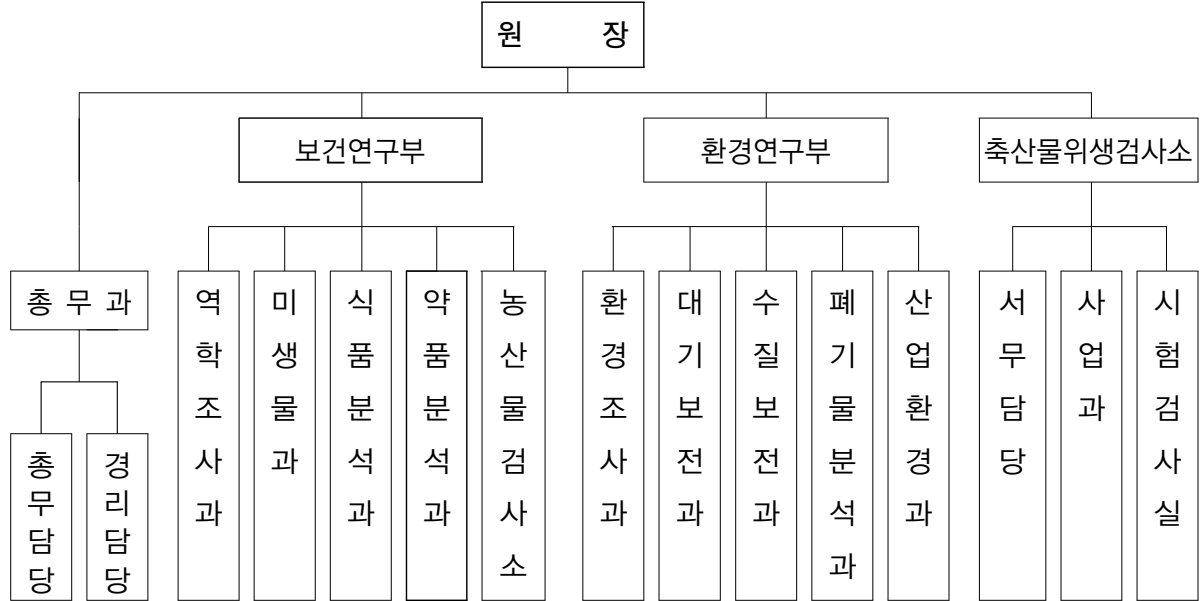 원 장
보건연구부
환경연구부
축산물위생검사소
총 무 과
역학조사과
미생물과
식품분석과
약품분석과
농산물검사소
환경조사과
대기보전과
수질보전과
폐기물분석과
산업환경과
서무담당
사업과
시험검사실
총무담당
경리담당